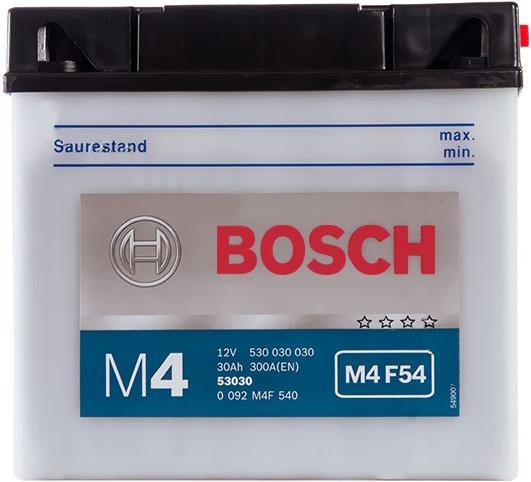 Saurestand
max.
min.
BOSCH
M4
12V 530 030 030
30Ah 300A(EN)
53030
0 092 M4F 540
M4 F54
549007